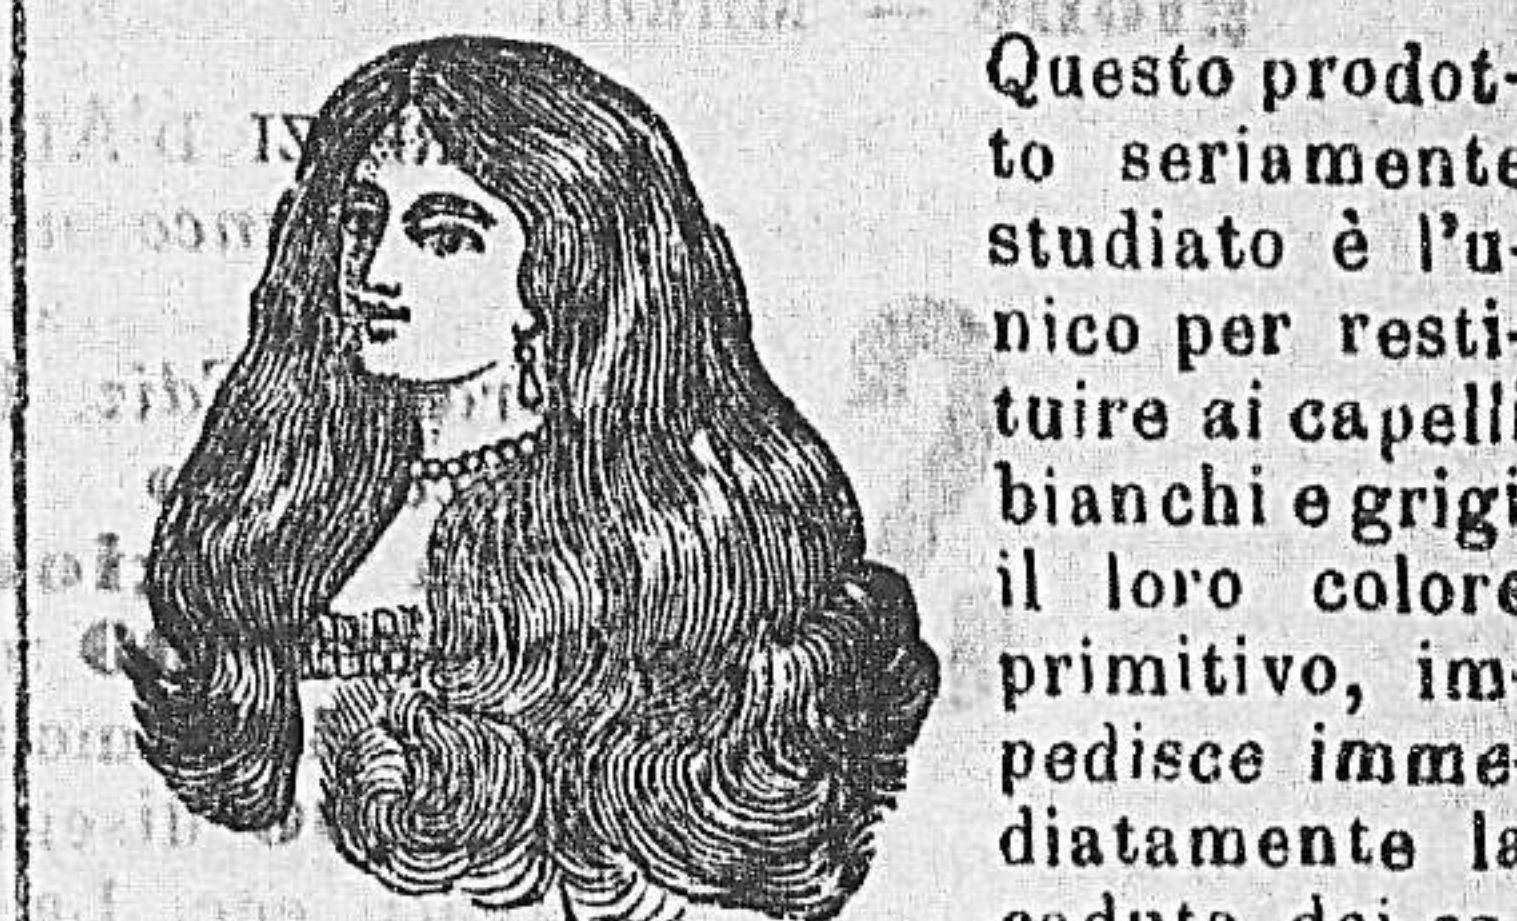 Questo prodot-
to seriamente
studiato è l'u-
nico per resti-
tuire ai capelli
bianchi e grigi
il loro colore
primitivo, im-
pedisce imme-
diatamente la